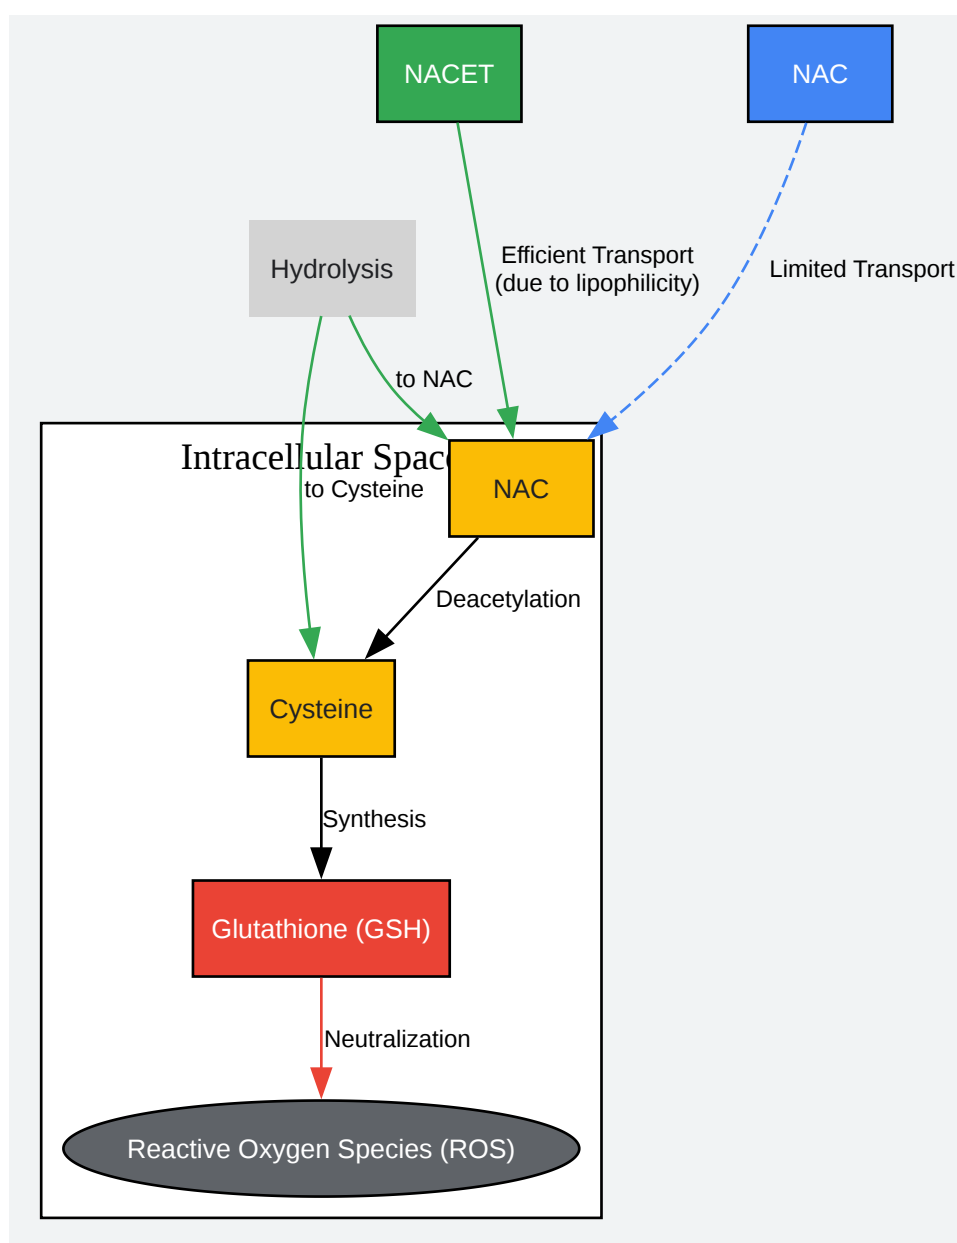 NACET
NAC
Efficient Transport
(due to lipophilicity)
Limited Transport
Hydrolysis
to NAC
Intracellular Space
to Cysteine
NAC
Deacetylation
Cysteine
Synthesis
Glutathione (GSH)
Neutralization
Reactive Oxygen Species (ROS)